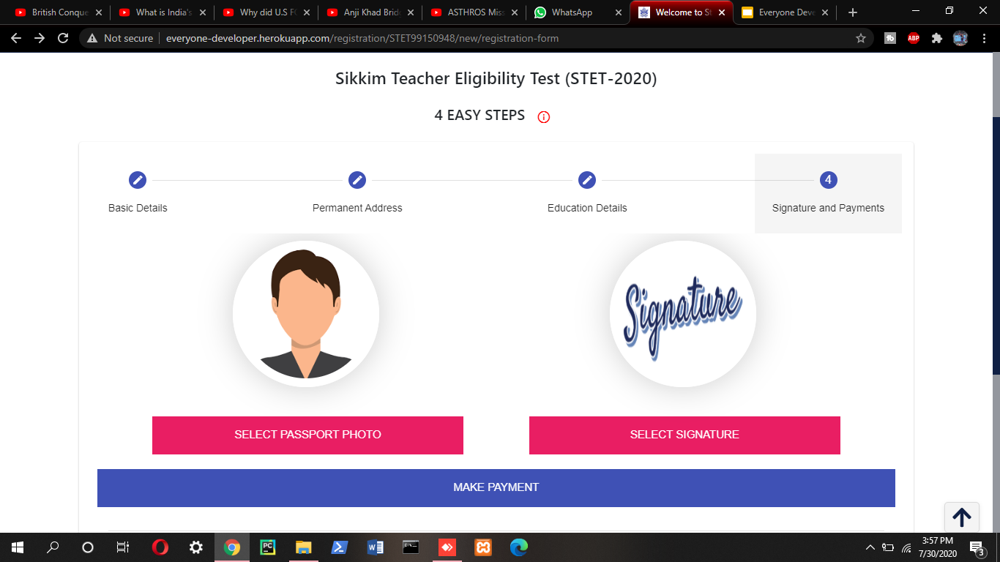 British Conque
What is India's
Why did U.S FO
Anji Khad Brid
ASTHROS Miss
WhatsApp
Welcome to St
Everyone Deve
Not secure
everyone-developer.herokuapp.com/registration/STET99150948/new/registration-form
ABP
Sikkim Teacher Eligibility Test (STET-2020)
4 EASY STEPS
4
Basic Details
Permanent Address
Education Details
Signature and Payments
Signature
SELECT PASSPORT PHOTO
SELECT SIGNATURE
MAKE PAYMENT
PC
W
3:57 PM
7/30/2020
3